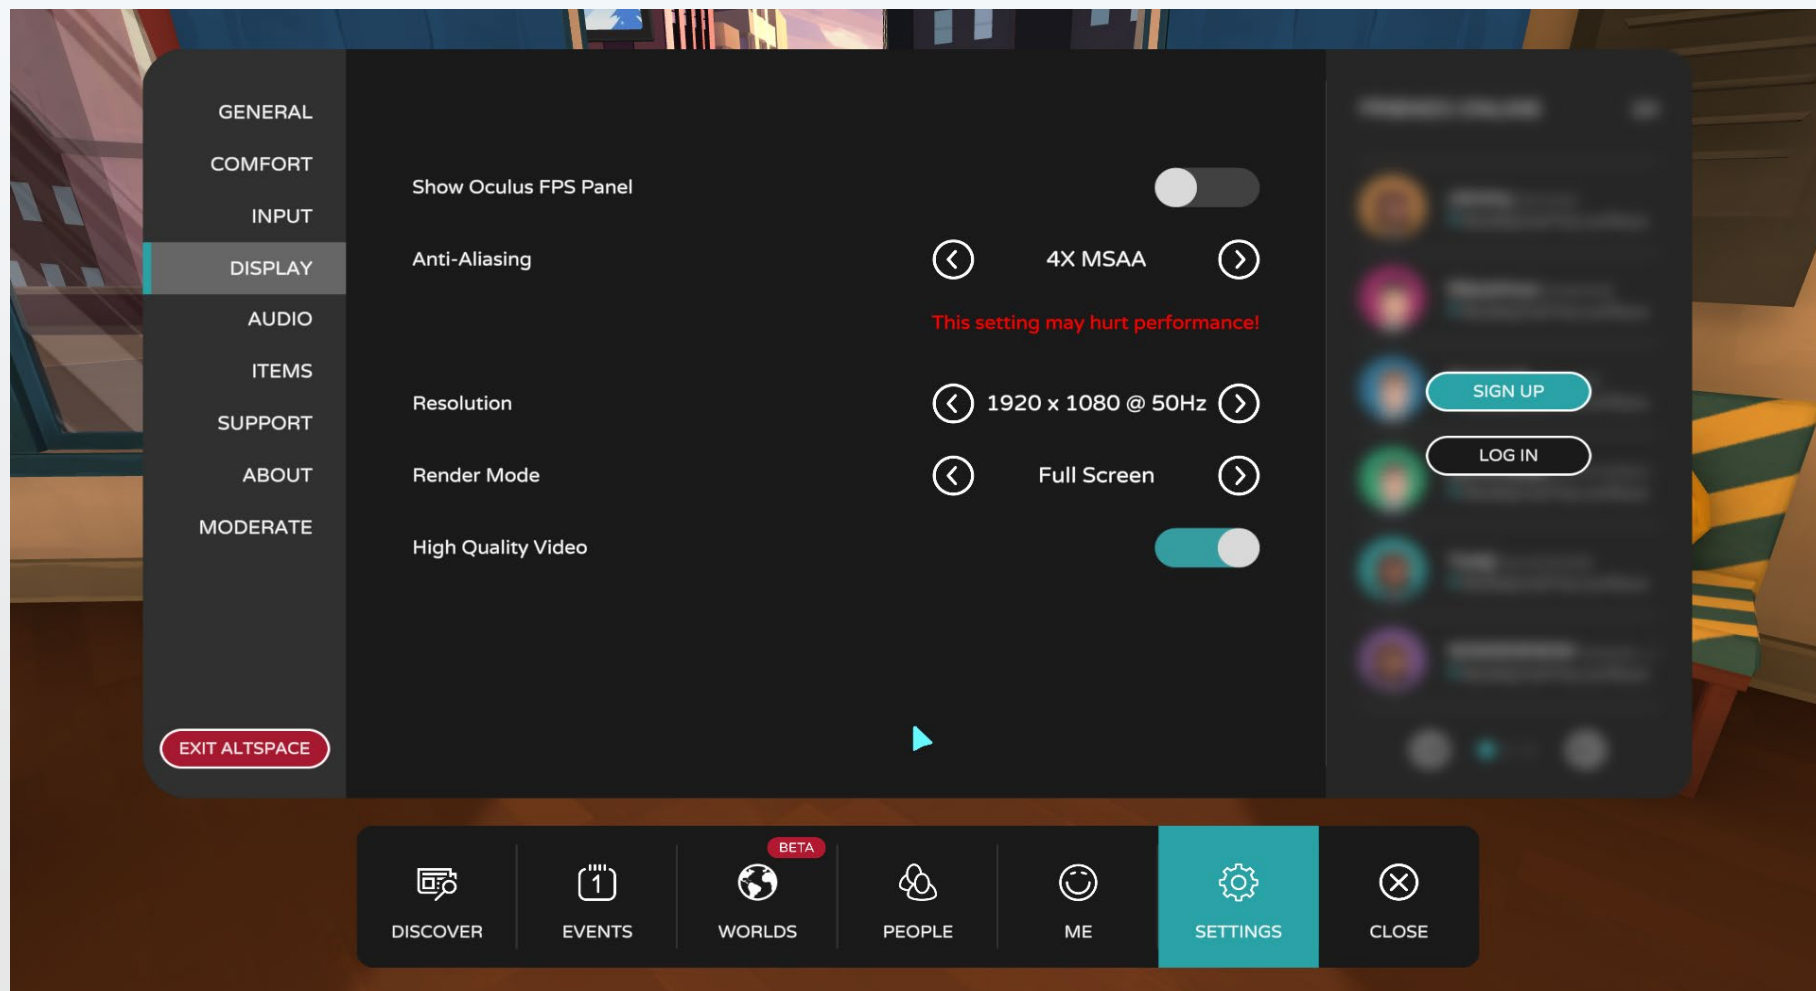 GENERAL
COMFORT
INPUT
DISPLAY
AUDIO
ITEMS
SUPPORT
ABOUT
MODERATE
EXIT ALTSPACE
Show Oculus FPS Panel
Anti-Aliasing
4X MSAA
This setting may hurt performance!
Resolution
1920 x 1080 @ 50Hz
Render Mode
Full Screen
High Quality Video
SIGN UP
LOG IN
DISCOVER
1
EVENTS
BETA
WORLDS
PEOPLE
ME
SETTINGS
CLOSE